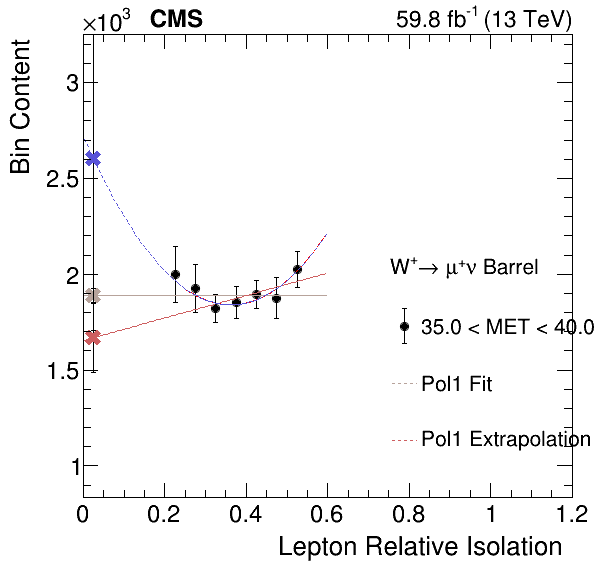 ×10³ CMS 59.8 fb⁻¹ (13 TeV)
Bin Content
3
2.5
2
1.5
1
W⁺→ μ⁺ν Barrel
35.0 < MET < 40.0
Pol1 Fit
Pol1 Extrapolation
0 0.2 0.4 0.6 0.8 1 1.2
Lepton Relative Isolation